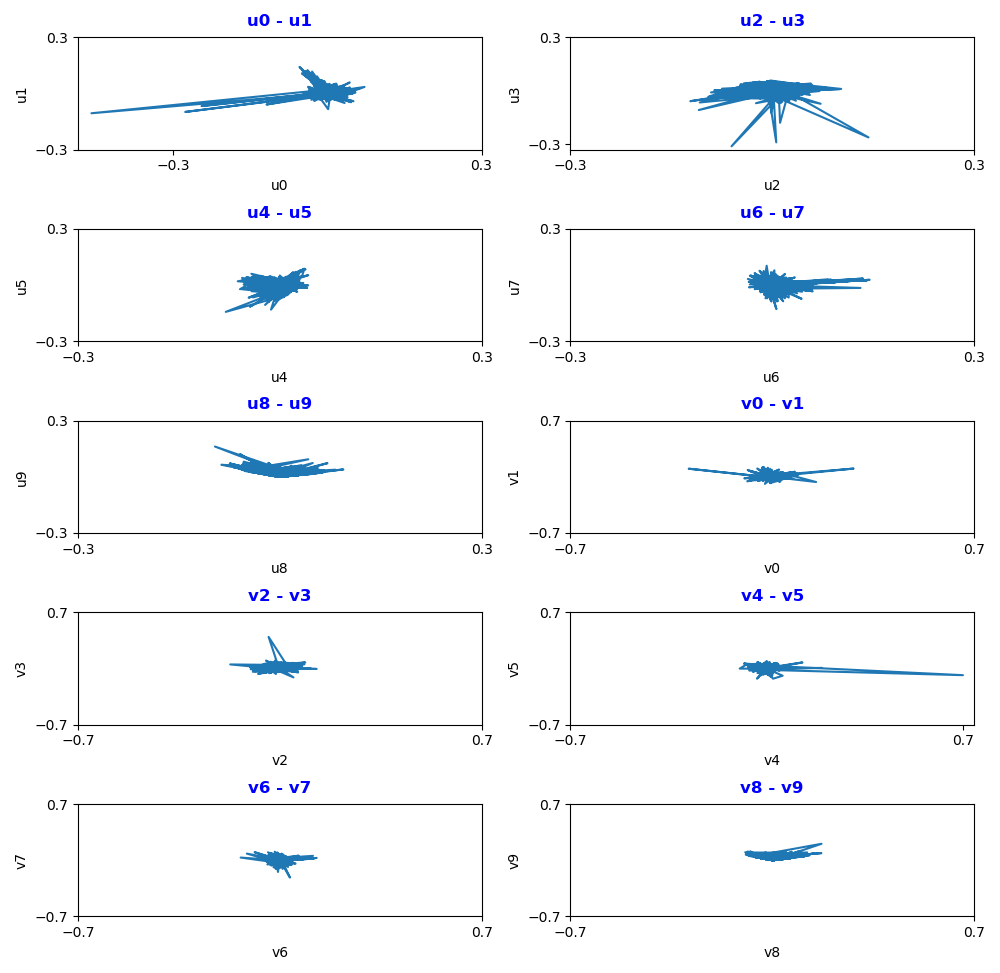 u0 - u1
0.3
u1
−0.3
−0.3
0.3
u0
u2 - u3
0.3
u3
−0.3
−0.3
0.3
u2
u4 - u5
0.3
u5
−0.3
−0.3
0.3
u4
u6 - u7
0.3
u7
−0.3
−0.3
0.3
u6
u8 - u9
0.3
u9
−0.3
−0.3
0.3
u8
v0 - v1
0.7
v1
−0.7
−0.7
0.7
v0
v2 - v3
0.7
v3
−0.7
−0.7
0.7
v2
v4 - v5
0.7
v5
−0.7
−0.7
0.7
v4
v6 - v7
0.7
v7
−0.7
−0.7
0.7
v6
v8 - v9
0.7
v9
−0.7
−0.7
0.7
v8